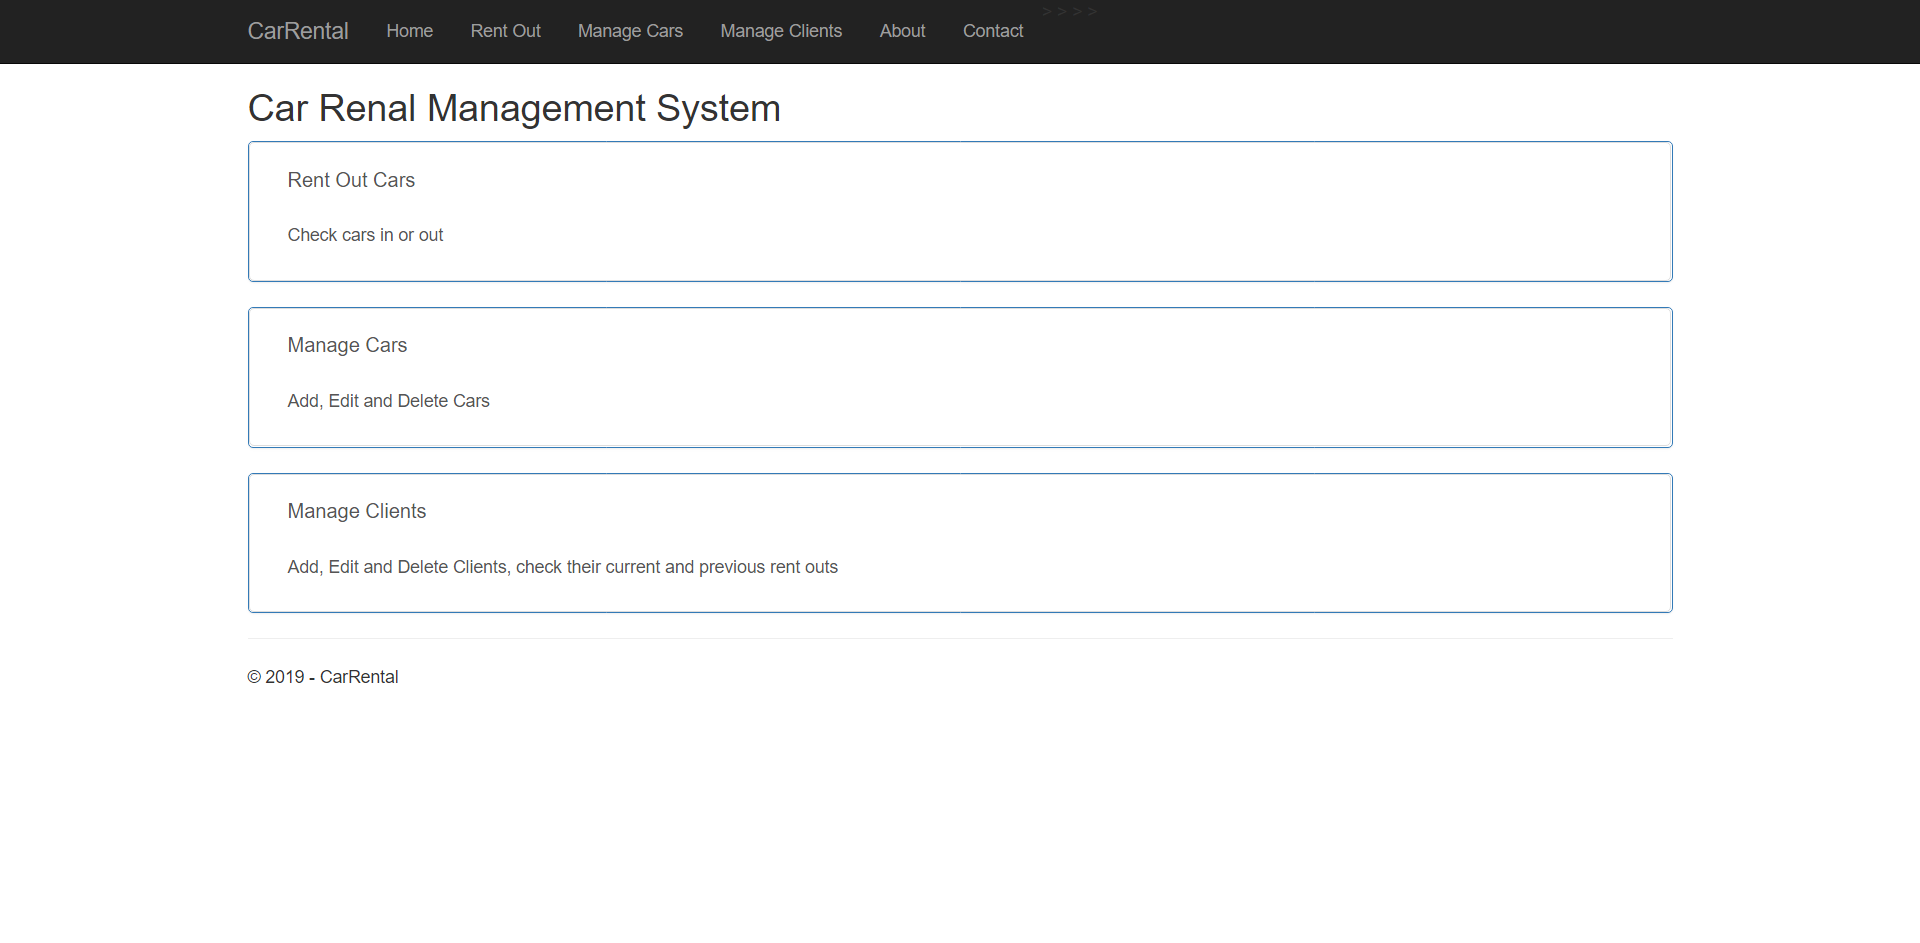 CarRental Home Rent Out Manage Cars Manage Clients About Contact > > > >
Car Renal Management System
Rent Out Cars
Check cars in or out
Manage Cars
Add, Edit and Delete Cars
Manage Clients
Add, Edit and Delete Clients, check their current and previous rent outs
© 2019 - CarRental